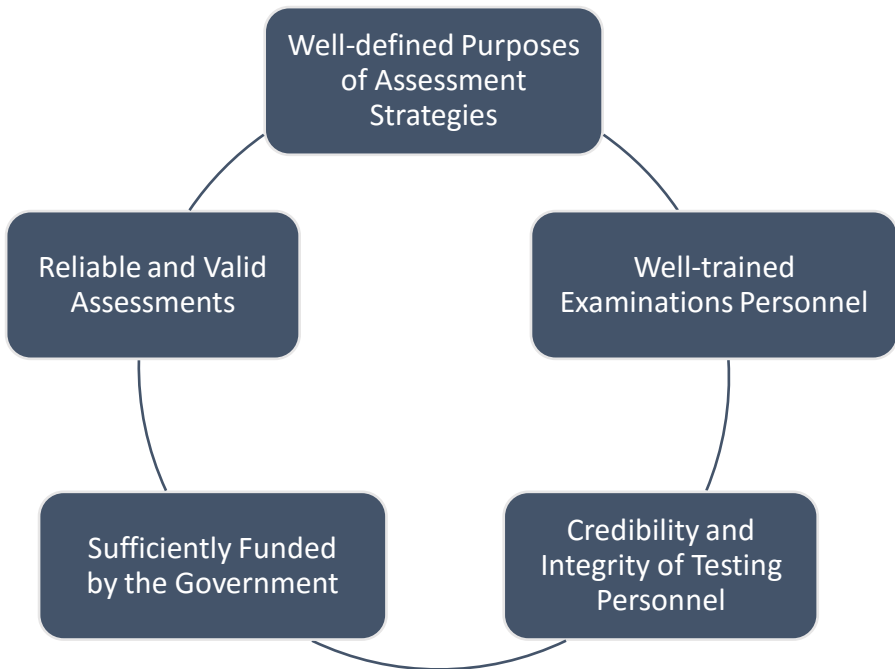 Well-defined Purposes
of Assessment
Strategies
Well-trained
Examinations Personnel
Credibility and
Integrity of Testing
Personnel
Sufficiently Funded
by the Government
Reliable and Valid
Assessments